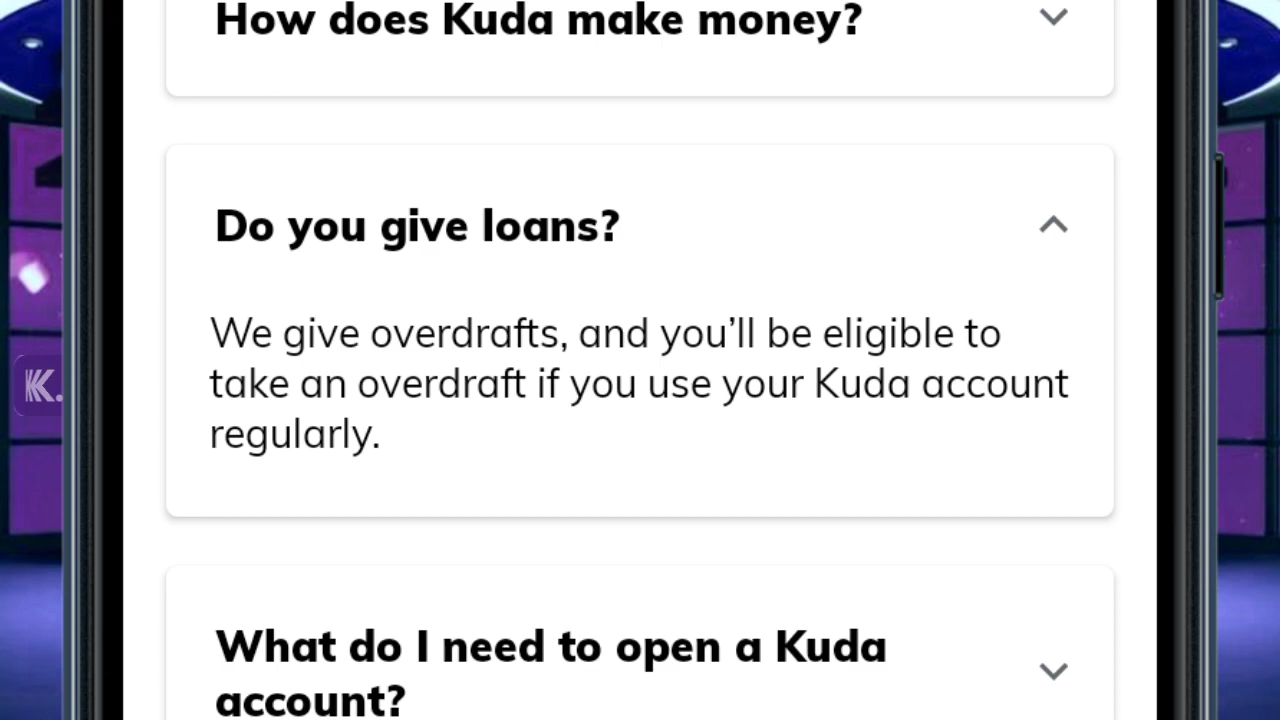 How does Kuda make money?
Do you give loans?
We give overdrafts, and you’ll be eligible to
take an overdraft if you use your Kuda account
regularly.
K.
What do I need to open a Kuda
account?